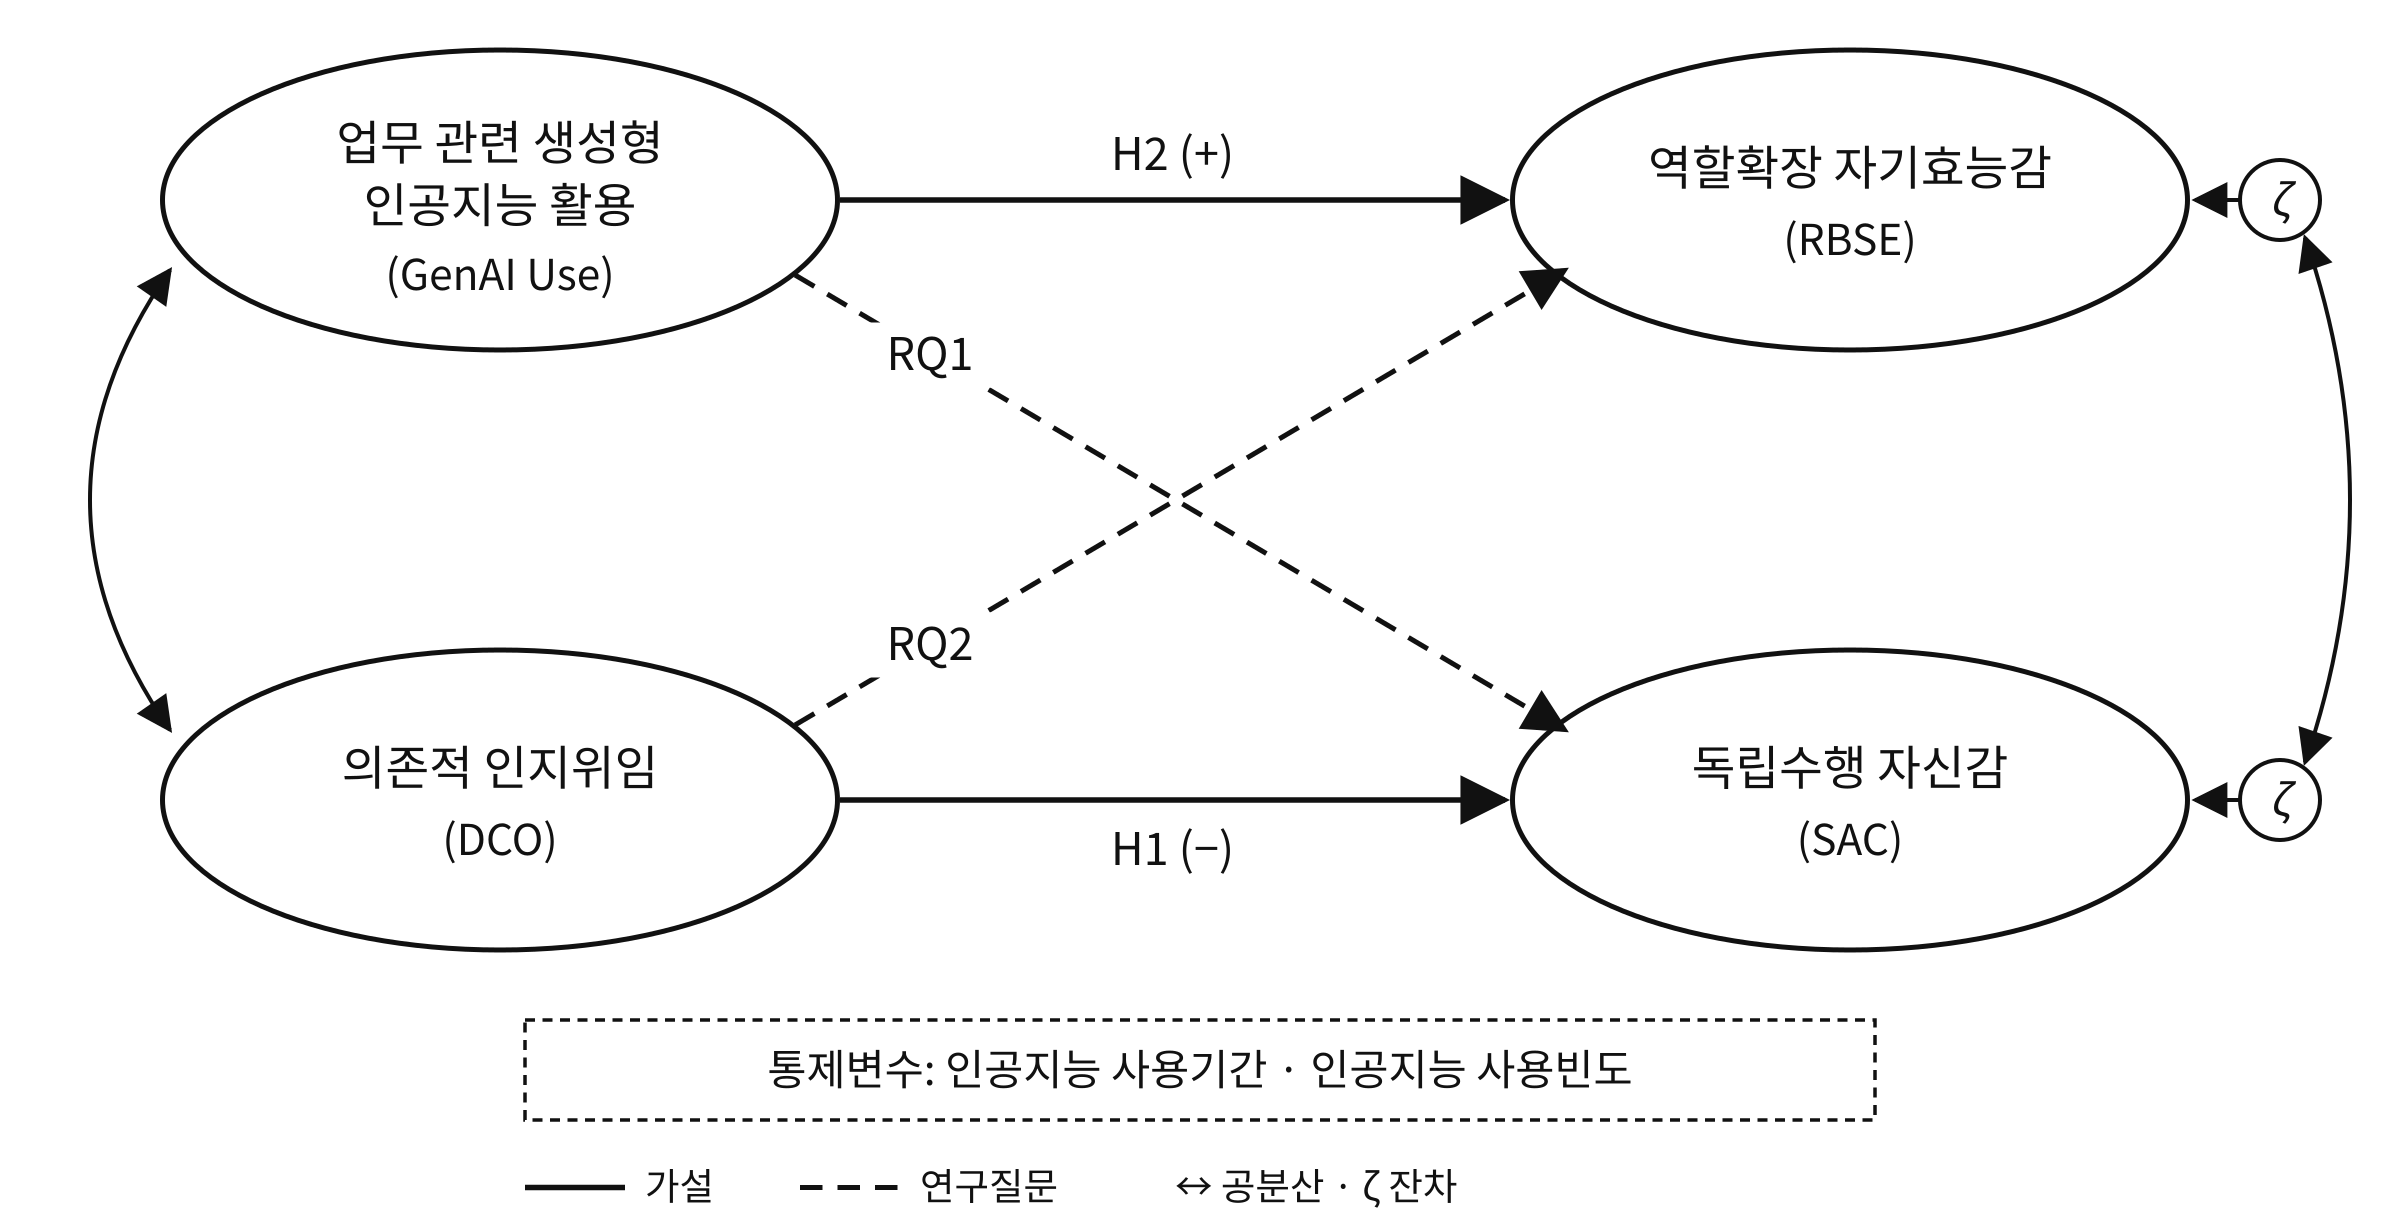 업무 관련 생성형
인공지능 활용
(GenAI Use)
H2 (+)
역할확장 자기효능감
(RBSE)
ζ
RQ1
RQ2
의존적 인지위임
(DCO)
H1 (−)
독립수행 자신감
(SAC)
ζ
통제변수: 인공지능 사용기간 · 인공지능 사용빈도
가설
연구질문
↔ 공분산 · ζ 잔차